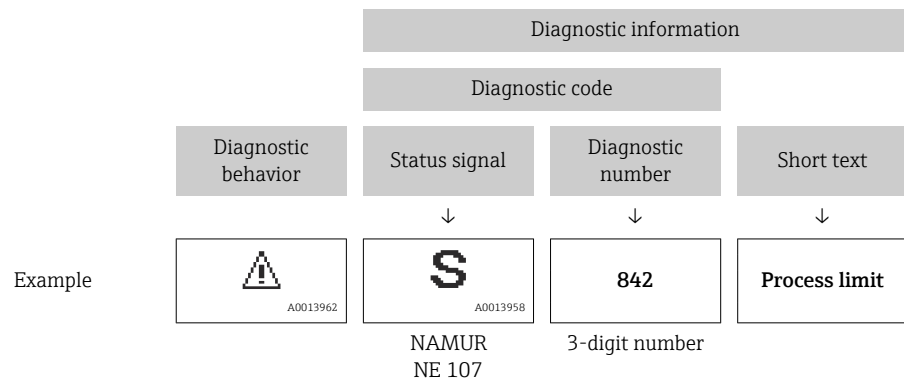 Diagnostic information
Diagnostic code
Diagnostic
behavior
Status signal
Diagnostic
number
Short text
↓ ↓ ↓
Example
A0013962
S
A0013958
842
Process limit
NAMUR
NE 107
3-digit number